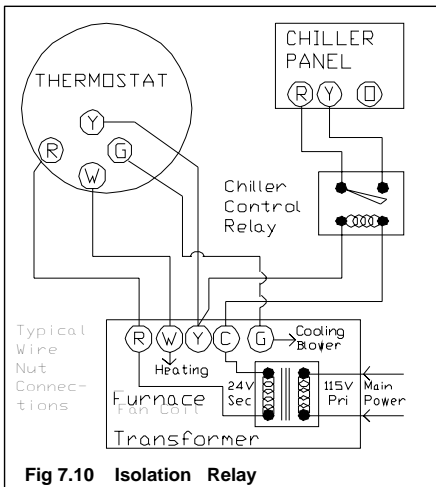 THERMOSTAT
Y
R
G
W
CHILLER
PANEL
R Y O
Chiller
Control
Relay
Typical
Wire
Nut
Connec-
tions
R W Y C G
Heating
Cooling
Blower
Furnace
Fan Coil
24V
Sec
115V
Pri
Main
Power
Transformer
Fig 7.10 Isolation Relay